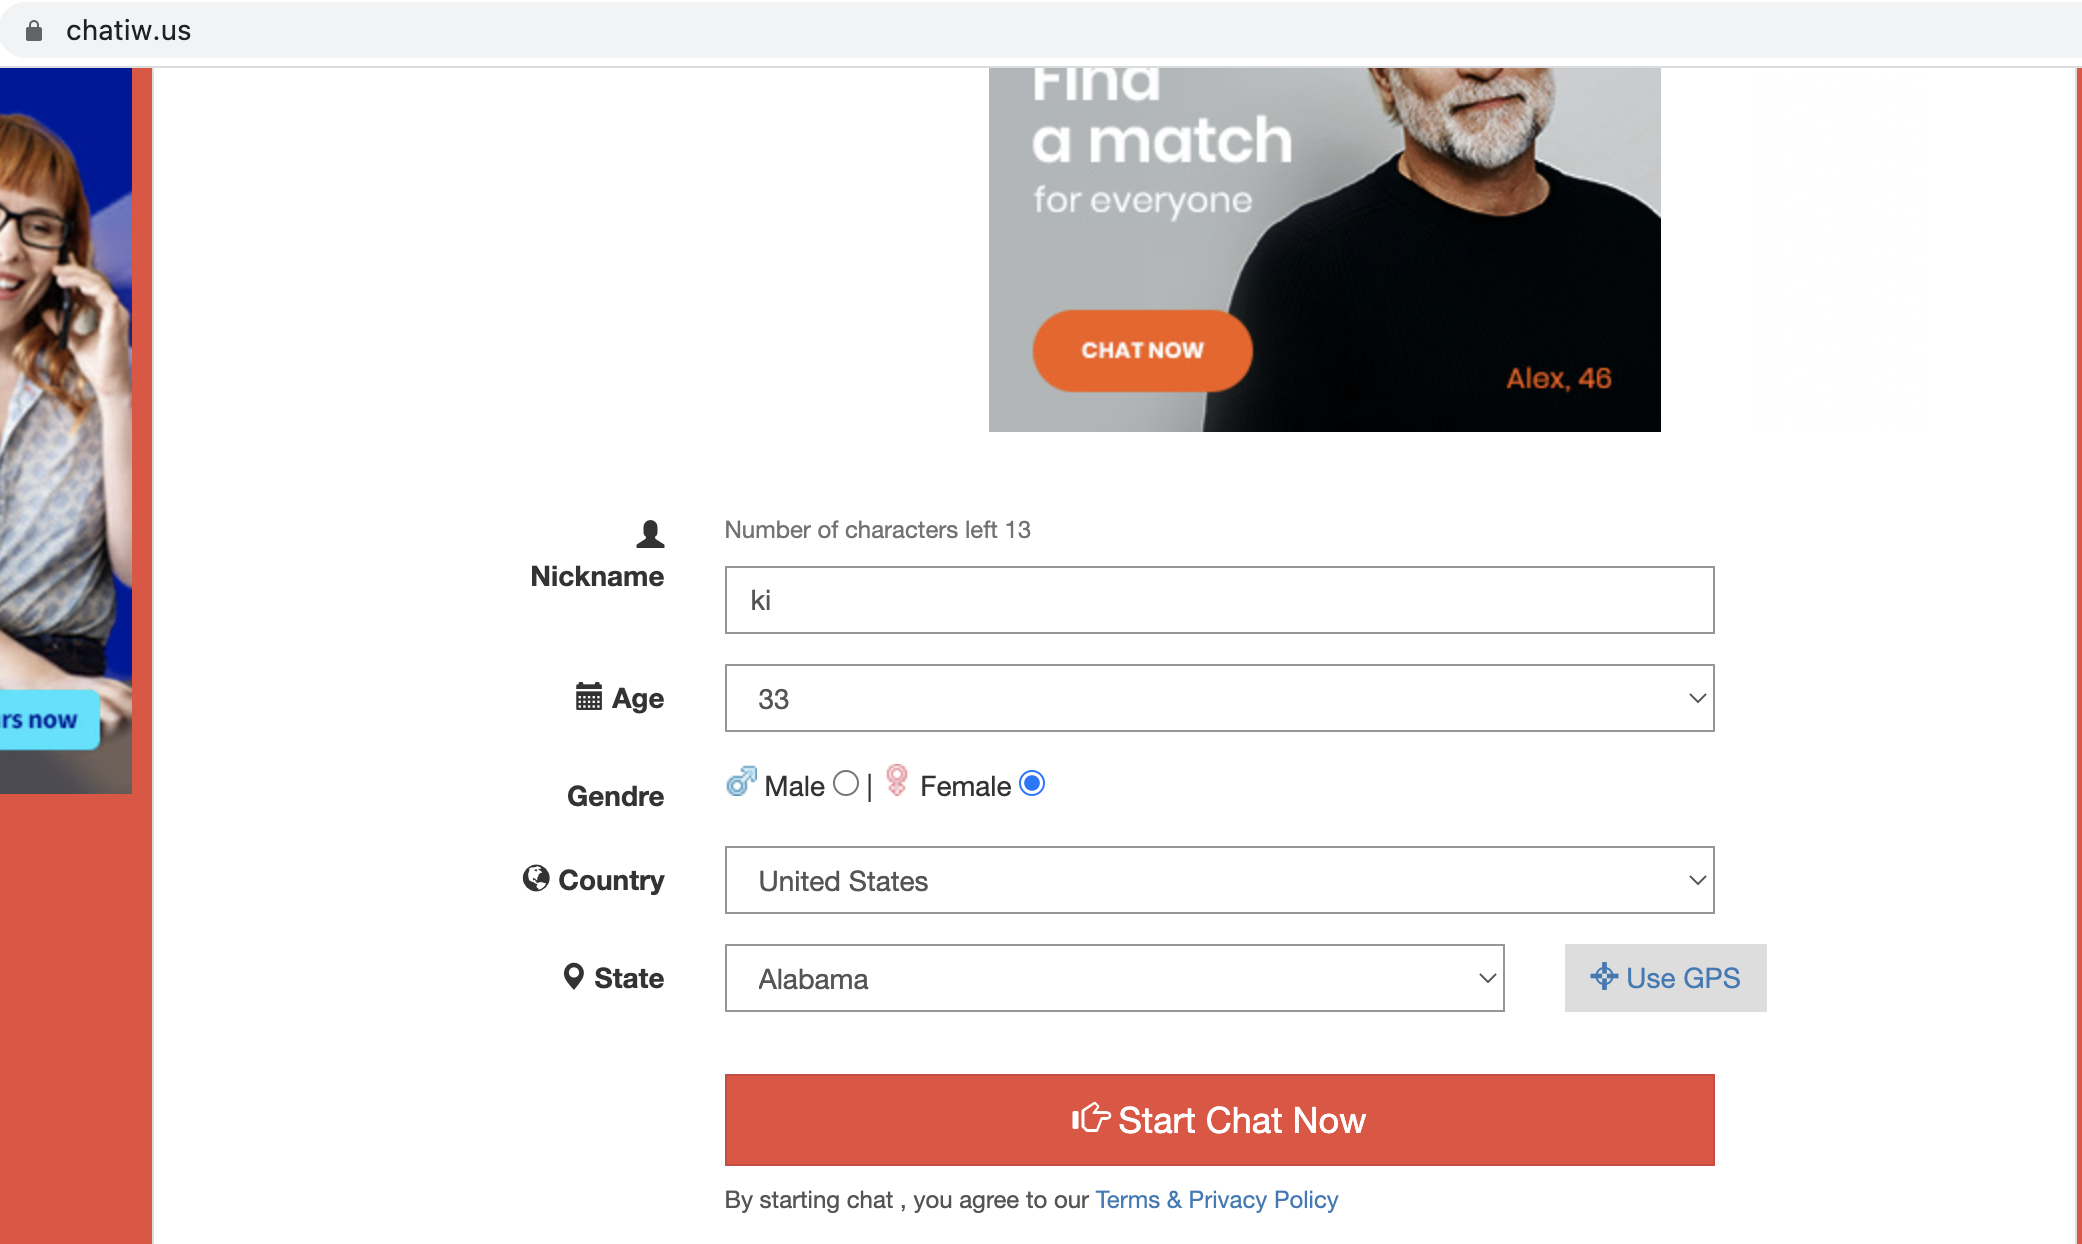 chatiw.us
Find
a match
for everyone
CHAT NOW
Alex, 46
rs now
Number of characters left 13
Nickname
ki
Age
33
Gendre
Male | Female
Country
United States
State
Alabama
Use GPS
Start Chat Now
By starting chat , you agree to our Terms & Privacy Policy